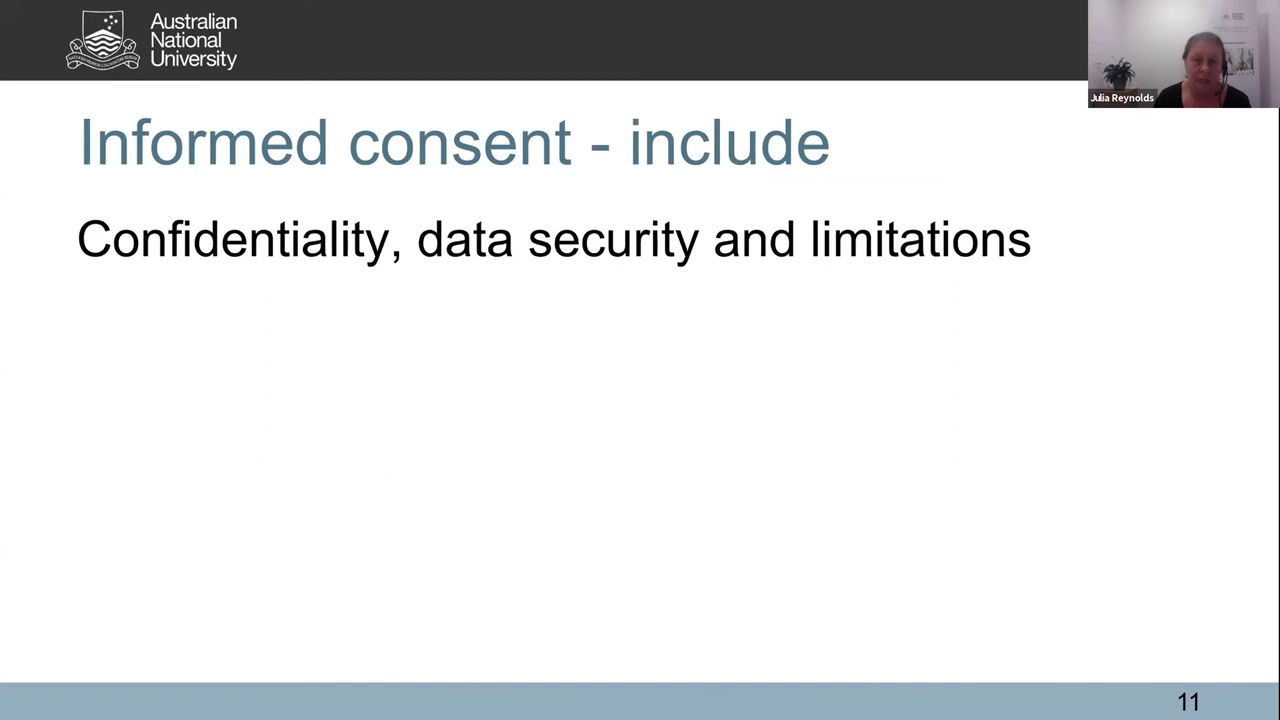 Australian
National
University
Julia Reynolds
Informed consent - include
Confidentiality, data security and limitations
11